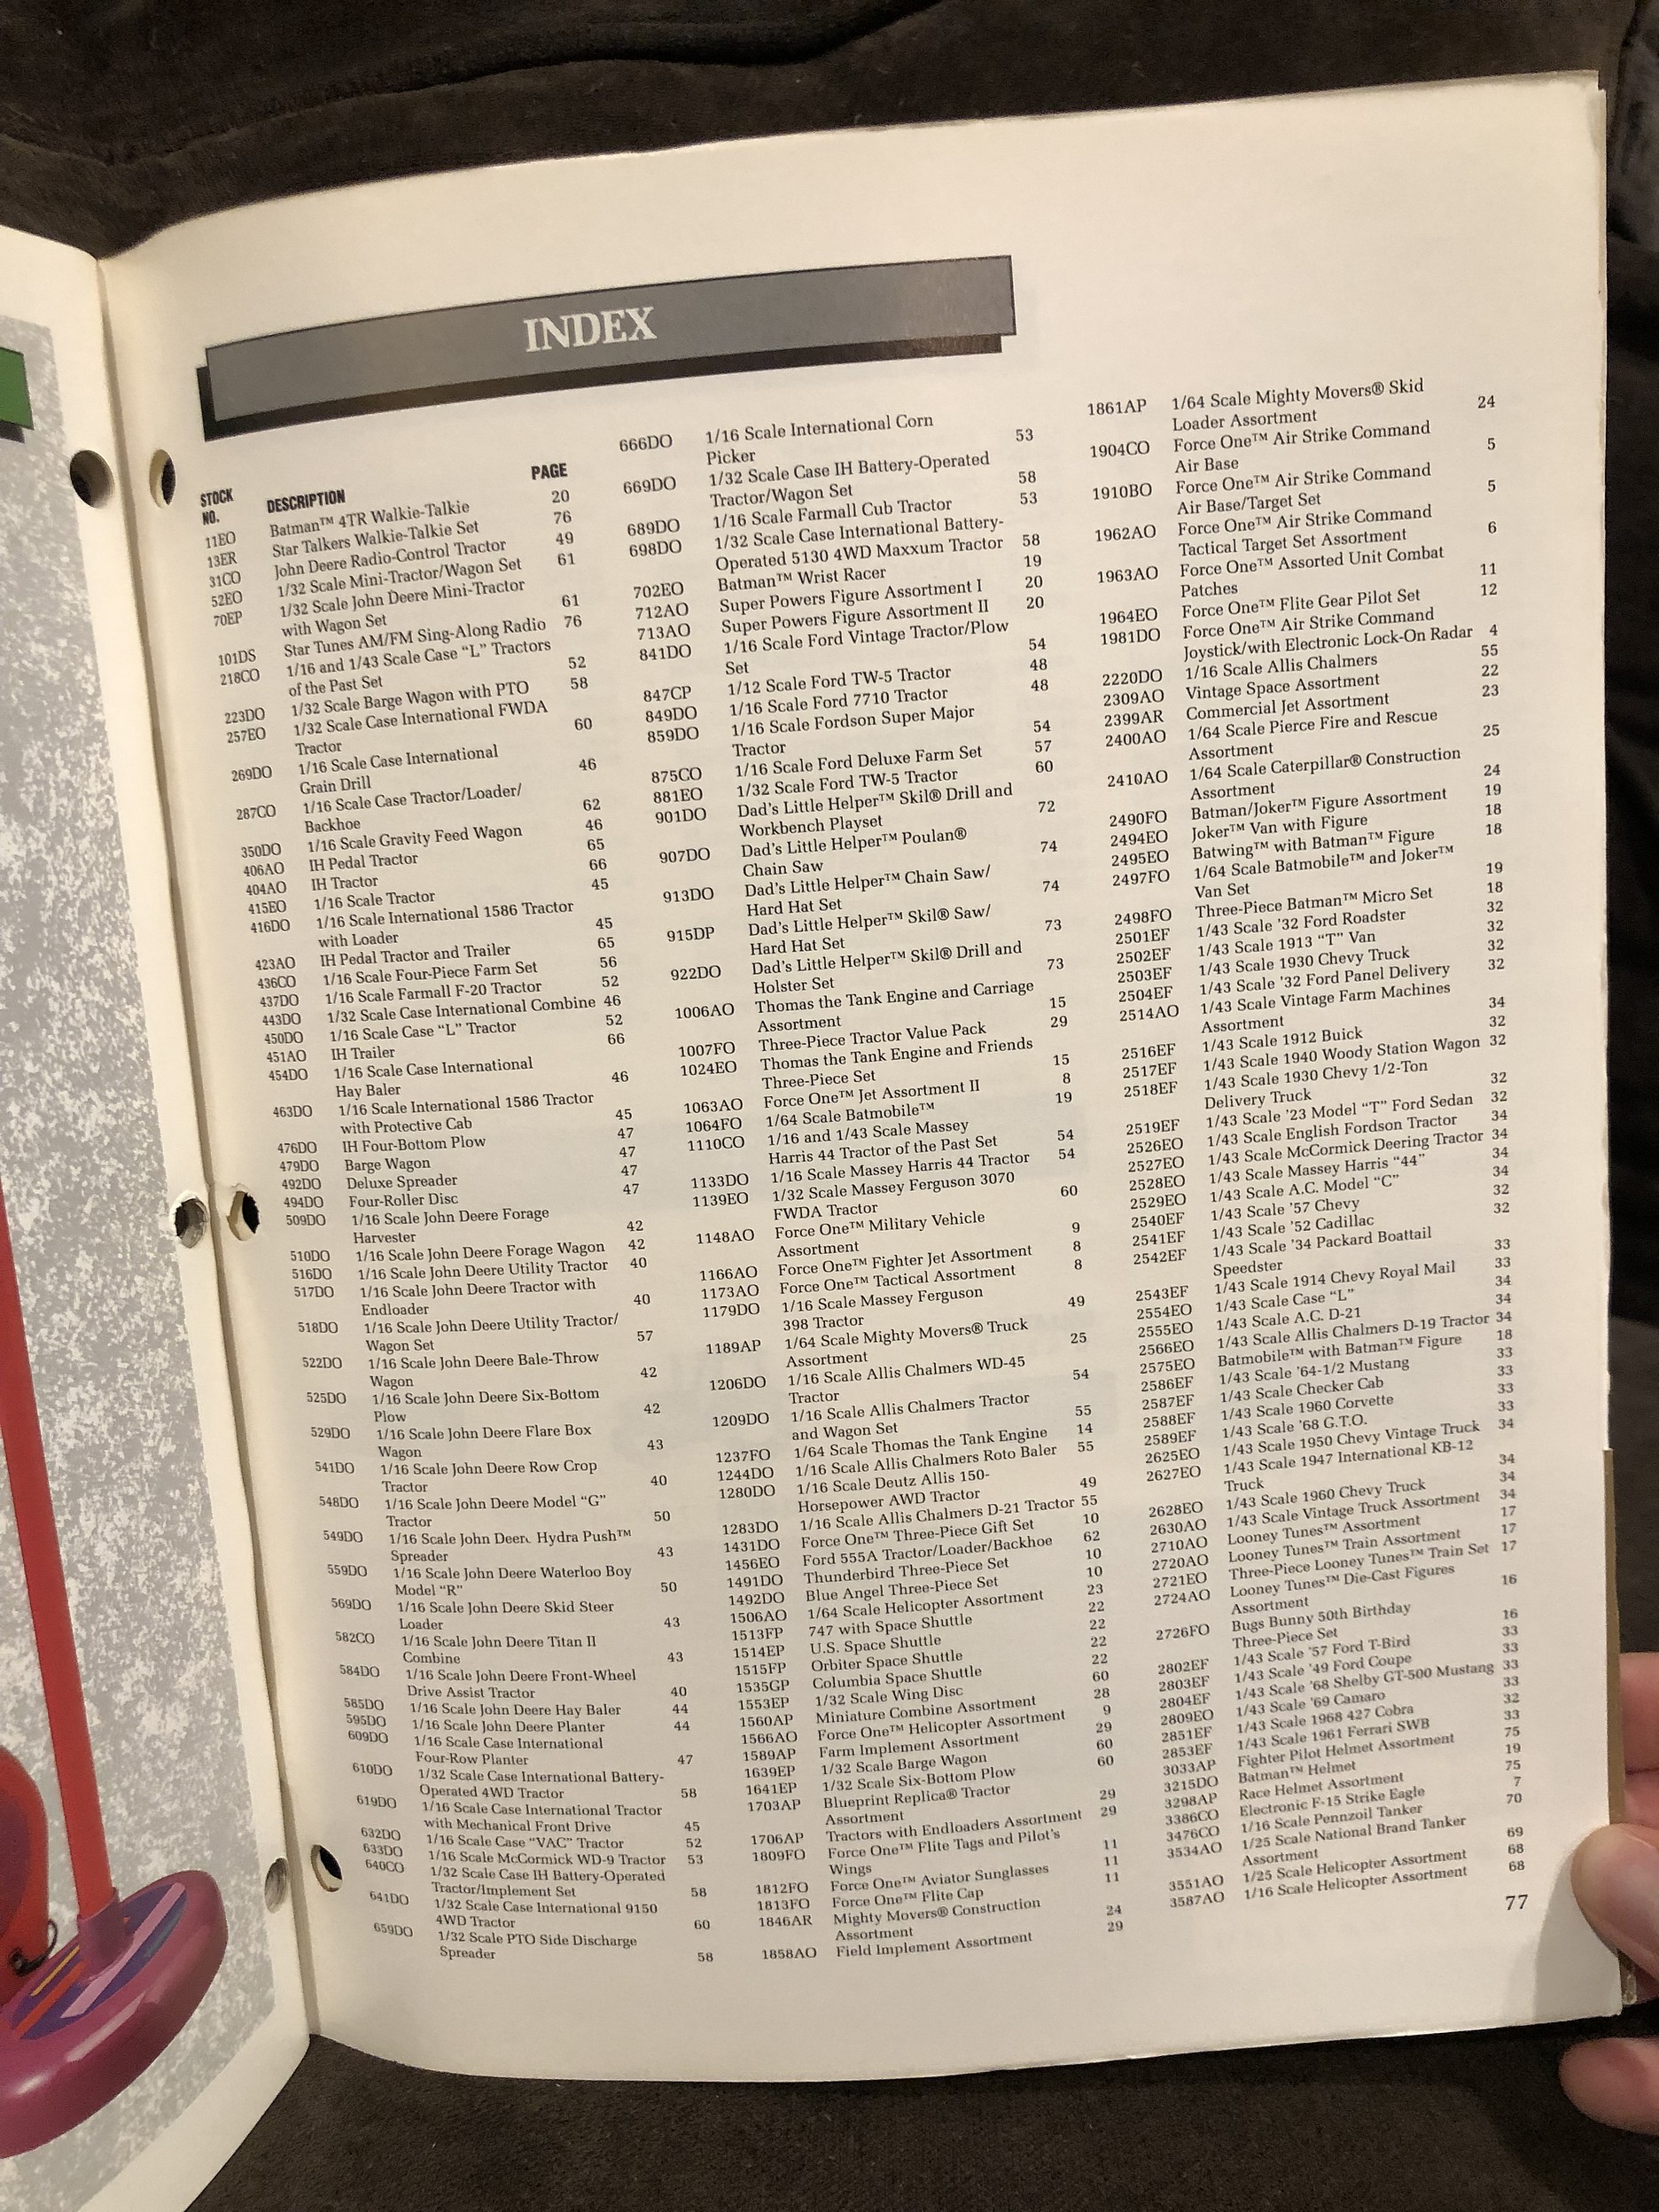 INDEX
STOCK NO. DESCRIPTION PAGE
11EO Batman™ 4TR Walkie-Talkie 20
13ER Star Talkers Walkie-Talkie Set 76
31CO John Deere Radio-Control Tractor 49
52EO 1/32 Scale Mini-Tractor/Wagon Set 61
70EP 1/32 Scale John Deere Mini-Tractor
with Wagon Set 61
101DS Star Tunes AM/FM Sing-Along Radio 76
218CO 1/16 and 1/43 Scale Case “L” Tractors
of the Past Set 52
223DO 1/32 Scale Barge Wagon with PTO 58
257EO 1/32 Scale Case International FWDA
Tractor 60
269DO 1/16 Scale Case International
Grain Drill 46
287CO 1/16 Scale Case Tractor/Loader/
Backhoe 62
350DO 1/16 Scale Gravity Feed Wagon 46
406AO IH Pedal Tractor 65
404AO IH Tractor 66
415EO 1/16 Scale Tractor 45
416DO 1/16 Scale International 1586 Tractor
with Loader 45
423AO IH Pedal Tractor and Trailer 65
436CO 1/16 Scale Four-Piece Farm Set 56
437DO 1/16 Scale Farmall F-20 Tractor 52
443DO 1/32 Scale Case International Combine 46
450DO 1/16 Scale Case “L” Tractor 52
451AO IH Trailer 66
454DO 1/16 Scale Case International
Hay Baler 46
463DO 1/16 Scale International 1586 Tractor
with Protective Cab 45
476DO IH Four-Bottom Plow 47
479DO Barge Wagon 47
492DO Deluxe Spreader 47
494DO Four-Roller Disc 47
509DO 1/16 Scale John Deere Forage
Harvester 42
510DO 1/16 Scale John Deere Forage Wagon 42
516DO 1/16 Scale John Deere Utility Tractor 40
517DO 1/16 Scale John Deere Tractor with
Endloader 40
518DO 1/16 Scale John Deere Utility Tractor/
Wagon Set 57
522DO 1/16 Scale John Deere Bale-Throw
Wagon 42
525DO 1/16 Scale John Deere Six-Bottom
Plow 42
529DO 1/16 Scale John Deere Flare Box
Wagon 43
541DO 1/16 Scale John Deere Row Crop
Tractor 40
548DO 1/16 Scale John Deere Model “G”
Tractor 50
549DO 1/16 Scale John Deere Hydra Push™
Spreader 43
559DO 1/16 Scale John Deere Waterloo Boy
Model “R” 50
569DO 1/16 Scale John Deere Skid Steer
Loader 43
582CO 1/16 Scale John Deere Titan II
Combine 43
584DO 1/16 Scale John Deere Front-Wheel
Drive Assist Tractor 40
585DO 1/16 Scale John Deere Hay Baler 44
595DO 1/16 Scale John Deere Planter 44
609DO 1/16 Scale Case International
Four-Row Planter 47
610DO 1/32 Scale Case International Battery-
Operated 4WD Tractor 58
619DO 1/16 Scale Case International Tractor
with Mechanical Front Drive 45
632DO 1/16 Scale Case “VAC” Tractor 52
633DO 1/16 Scale McCormick WD-9 Tractor 53
640CO 1/32 Scale Case IH Battery-Operated
Tractor/Implement Set 58
641DO 1/32 Scale Case International 9150
4WD Tractor 60
659DO 1/32 Scale PTO Side Discharge
Spreader 58
666DO 1/16 Scale International Corn
Picker 53
669DO 1/32 Scale Case IH Battery-Operated
Tractor/Wagon Set 58
689DO 1/16 Scale Farmall Cub Tractor 53
698DO 1/32 Scale Case International Battery-
Operated 5130 4WD Maxxum Tractor 58
702EO Batman™ Wrist Racer 19
712AO Super Powers Figure Assortment I 20
713AO Super Powers Figure Assortment II 20
841DO 1/16 Scale Ford Vintage Tractor/Plow
Set 54
847CP 1/12 Scale Ford TW-5 Tractor 48
849DO 1/16 Scale Ford 7710 Tractor 48
859DO 1/16 Scale Fordson Super Major
Tractor 54
875CO 1/16 Scale Ford Deluxe Farm Set 57
881EO 1/32 Scale Ford TW-5 Tractor 60
901DO Dad's Little Helper™ Skil® Drill and
Workbench Playset 72
907DO Dad's Little Helper™ Poulan®
Chain Saw 74
913DO Dad's Little Helper™ Chain Saw/
Hard Hat Set 74
915DP Dad's Little Helper™ Skil® Saw/
Hard Hat Set 73
922DO Dad's Little Helper™ Skil® Drill and
Holster Set 73
1006AO Thomas the Tank Engine and Carriage
Assortment 15
1007FO Three-Piece Tractor Value Pack 29
1024EO Thomas the Tank Engine and Friends
Three-Piece Set 15
1063AO Force One™ Jet Assortment II 8
1064FO 1/64 Scale Batmobile™ 19
1110CO 1/16 and 1/43 Scale Massey
Harris 44 Tractor of the Past Set 54
1133DO 1/16 Scale Massey Harris 44 Tractor 54
1139EO 1/32 Scale Massey Ferguson 3070
FWDA Tractor 60
1148AO Force One™ Military Vehicle
Assortment 9
1166AO Force One™ Fighter Jet Assortment 8
1173AO Force One™ Tactical Assortment 8
1179DO 1/16 Scale Massey Ferguson
398 Tractor 49
1189AP 1/64 Scale Mighty Movers® Truck
Assortment 25
1206DO 1/16 Scale Allis Chalmers WD-45
Tractor 54
1209DO 1/16 Scale Allis Chalmers Tractor
and Wagon Set 55
1237FO 1/64 Scale Thomas the Tank Engine 14
1244DO 1/16 Scale Allis Chalmers Roto Baler 55
1280DO 1/16 Scale Deutz Allis 150-
Horsepower AWD Tractor 49
1283DO 1/16 Scale Allis Chalmers D-21 Tractor 55
1431DO Force One™ Three-Piece Gift Set 10
1456EO Ford 555A Tractor/Loader/Backhoe 62
1491DO Thunderbird Three-Piece Set 10
1492DO Blue Angel Three-Piece Set 10
1506AO 1/64 Scale Helicopter Assortment 23
1513FP 747 with Space Shuttle 22
1514EP U.S. Space Shuttle 22
1515FP Orbiter Space Shuttle 22
1535GP Columbia Space Shuttle 22
1553EP 1/32 Scale Wing Disc 60
1560AP Miniature Combine Assortment 28
1566AO Force One™ Helicopter Assortment 9
1589AP Farm Implement Assortment 29
1639EP 1/32 Scale Barge Wagon 60
1641EP 1/32 Scale Six-Bottom Plow 60
1703AP Blueprint Replica® Tractor
Assortment 29
1706AP Tractors with Endloaders Assortment 29
1809FO Force One™ Flite Tags and Pilot's
Wings 11
1812FO Force One™ Aviator Sunglasses 11
1813FO Force One™ Flite Cap 11
1846AR Mighty Movers® Construction
Assortment 24
1858AO Field Implement Assortment 29
1861AP 1/64 Scale Mighty Movers® Skid
Loader Assortment 24
1904CO Force One™ Air Strike Command
Air Base 5
1910BO Force One™ Air Strike Command
Air Base/Target Set 5
1962AO Force One™ Air Strike Command
Tactical Target Set Assortment 6
1963AO Force One™ Assorted Unit Combat
Patches 11
1964EO Force One™ Flite Gear Pilot Set 12
1981DO Force One™ Air Strike Command
Joystick/with Electronic Lock-On Radar 4
2220DO 1/16 Scale Allis Chalmers 55
2309AO Vintage Space Assortment 22
2399AR Commercial Jet Assortment 23
2400AO 1/64 Scale Pierce Fire and Rescue
Assortment 25
2410AO 1/64 Scale Caterpillar® Construction
Assortment 24
2490FO Batman/Joker™ Figure Assortment 19
2494EO Joker™ Van with Figure 18
2495EO Batwing™ with Batman™ Figure 18
2497FO 1/64 Scale Batmobile™ and Joker™
Van Set 19
2498FO Three-Piece Batman™ Micro Set 18
2501EF 1/43 Scale '32 Ford Roadster 32
2502EF 1/43 Scale 1913 “T” Van 32
2503EF 1/43 Scale 1930 Chevy Truck 32
2504EF 1/43 Scale '32 Ford Panel Delivery 32
2514AO 1/43 Scale Vintage Farm Machines
Assortment 34
2516EF 1/43 Scale 1912 Buick 32
2517EF 1/43 Scale 1940 Woody Station Wagon 32
2518EF 1/43 Scale 1930 Chevy 1/2-Ton
Delivery Truck 32
2519EF 1/43 Scale '23 Model “T” Ford Sedan 32
2526EO 1/43 Scale English Fordson Tractor 34
2527EO 1/43 Scale McCormick Deering Tractor 34
2528EO 1/43 Scale Massey Harris “44” 34
2529EO 1/43 Scale A.C. Model “C” 34
2540EF 1/43 Scale '57 Chevy 32
2541EF 1/43 Scale '52 Cadillac 32
2542EF 1/43 Scale '34 Packard Boattail
Speedster 33
2543EF 1/43 Scale 1914 Chevy Royal Mail 33
2554EO 1/43 Scale Case “L” 34
2555EO 1/43 Scale A.C. D-21 34
2566EO 1/43 Scale Allis Chalmers D-19 Tractor 34
2575EO Batmobile™ with Batman™ Figure 18
2586EF 1/43 Scale '64-1/2 Mustang 33
2587EF 1/43 Scale Checker Cab 33
2588EF 1/43 Scale 1960 Corvette 33
2589EF 1/43 Scale '68 G.T.O. 33
2625EO 1/43 Scale 1950 Chevy Vintage Truck 34
2627EO 1/43 Scale 1947 International KB-12
Truck 34
2628EO 1/43 Scale 1960 Chevy Truck 34
2630AO 1/43 Scale Vintage Truck Assortment 34
2710AO Looney Tunes™ Assortment 17
2720AO Looney Tunes™ Train Assortment 17
2721EO Three-Piece Looney Tunes™ Train Set 17
2724AO Looney Tunes™ Die-Cast Figures
Assortment 16
2726FO Bugs Bunny 50th Birthday
Three-Piece Set 16
2802EF 1/43 Scale '57 Ford T-Bird 33
2803EF 1/43 Scale '49 Ford Coupe 33
2804EF 1/43 Scale '68 Shelby GT-500 Mustang 33
2809EO 1/43 Scale '69 Camaro 33
2851EF 1/43 Scale 1968 427 Cobra 32
2853EF 1/43 Scale 1961 Ferrari SWB 33
3033AP Fighter Pilot Helmet Assortment 75
3215DO Batman™ Helmet 19
3298AP Race Helmet Assortment 75
3386CO Electronic F-15 Strike Eagle 7
3476CO 1/16 Scale Pennzoil Tanker 70
3534AO 1/25 Scale National Brand Tanker
Assortment 69
3551AO 1/25 Scale Helicopter Assortment 68
3587AO 1/16 Scale Helicopter Assortment 68
77